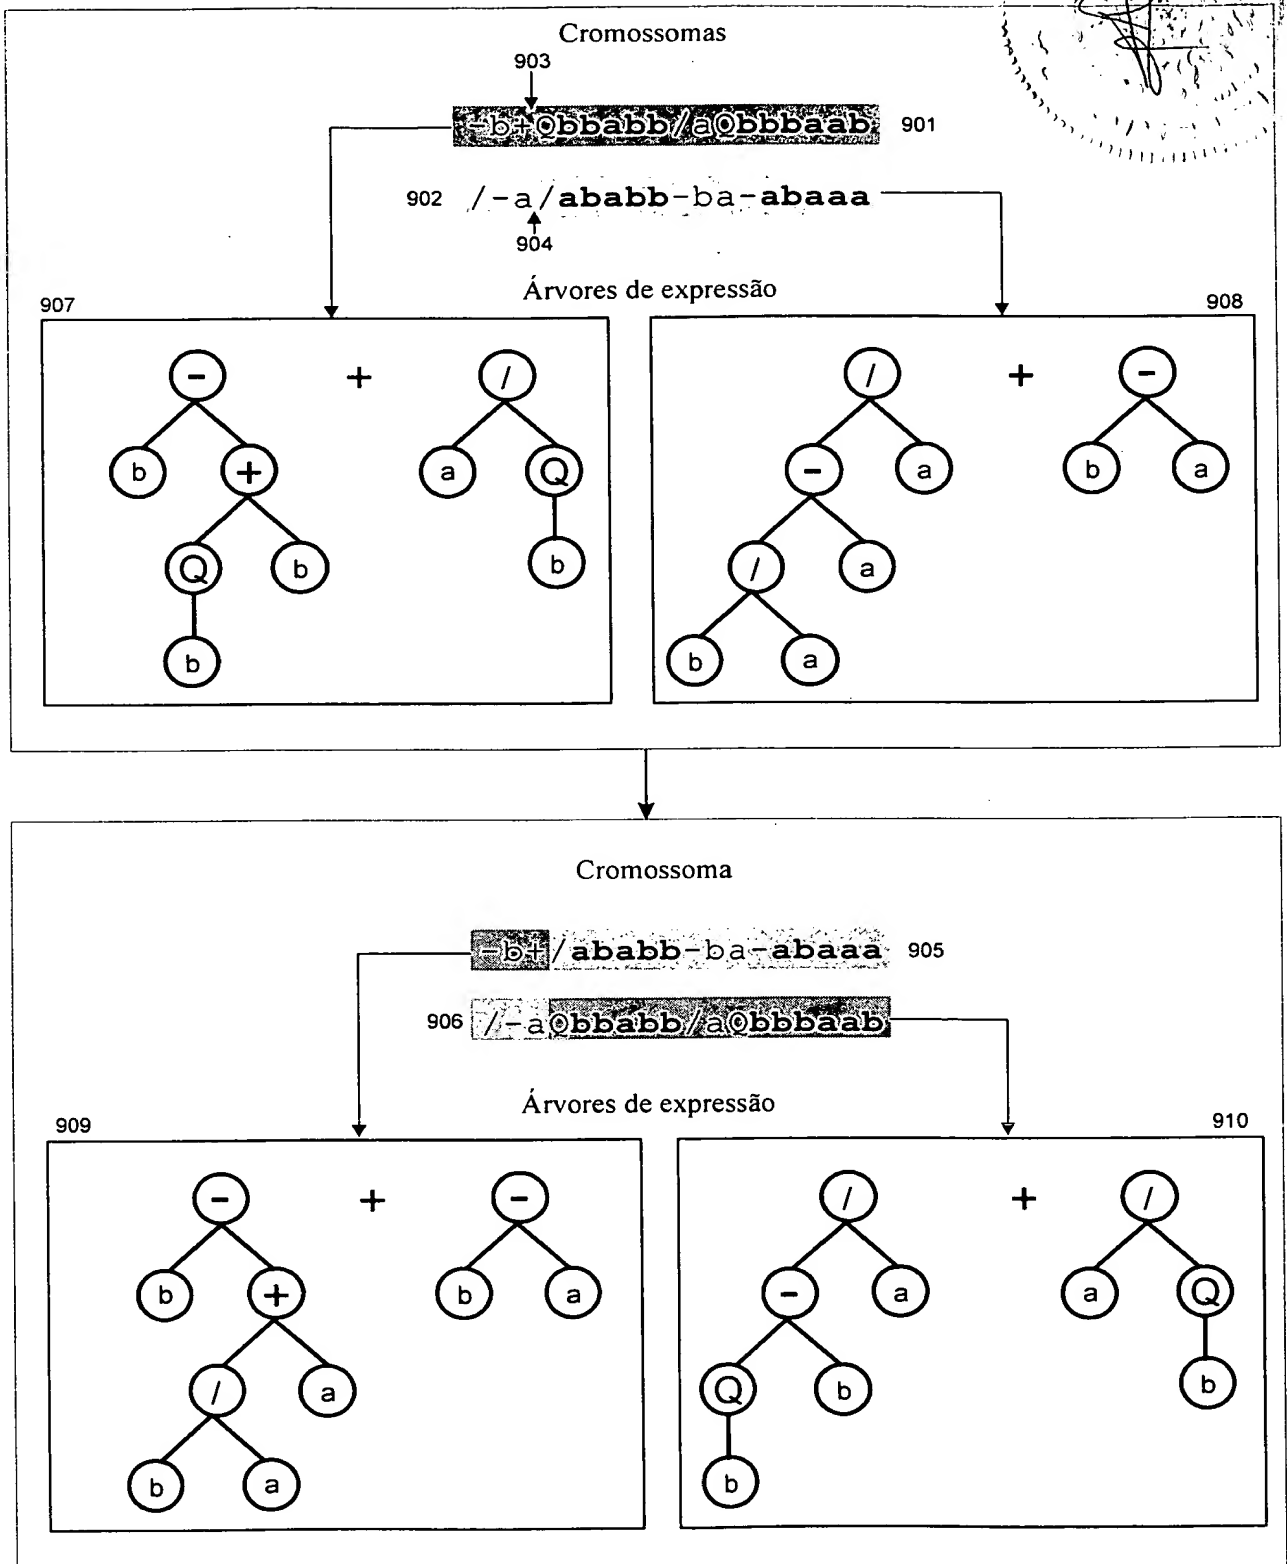 Cromossomas
903
-b+Qbbabb/aQbbbaab 901
902 /-a/ababb-ba-abaaa
904
Árvores de expressão
907 908
- + / / + -
b + a Q - a b a
Q b b / a
b b a
Cromossoma
-b+/ababb-ba-abaaa 905
906 /-aQbbabb/aQbbbaab
Árvores de expressão
909 910
- + - / + /
b + b a - a a Q
/ a Q b b
b a b